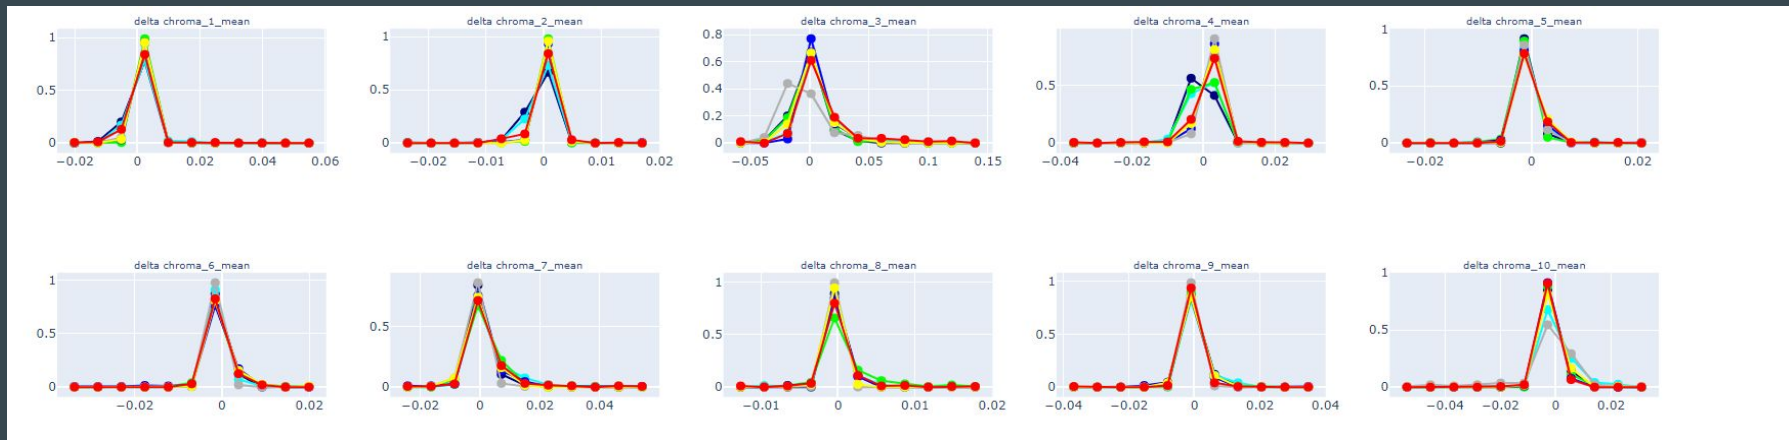 delta chroma_1_mean
1
0.5
0
−0.02 0 0.02 0.04 0.06
delta chroma_2_mean
1
0.5
0
−0.02 −0.01 0 0.01 0.02
delta chroma_3_mean
0.8
0.6
0.4
0.2
0
−0.05 0 0.05 0.1 0.15
delta chroma_4_mean
0.5
0
−0.04 −0.02 0 0.02
delta chroma_5_mean
1
0.5
0
−0.02 0 0.02
delta chroma_6_mean
1
0.5
0
−0.02 0 0.02
delta chroma_7_mean
0.5
0
−0.02 0 0.02 0.04
delta chroma_8_mean
1
0.5
0
−0.01 0 0.01 0.02
delta chroma_9_mean
1
0.5
0
−0.04 −0.02 0 0.02 0.04
delta chroma_10_mean
1
0.5
0
−0.04 −0.02 0 0.02